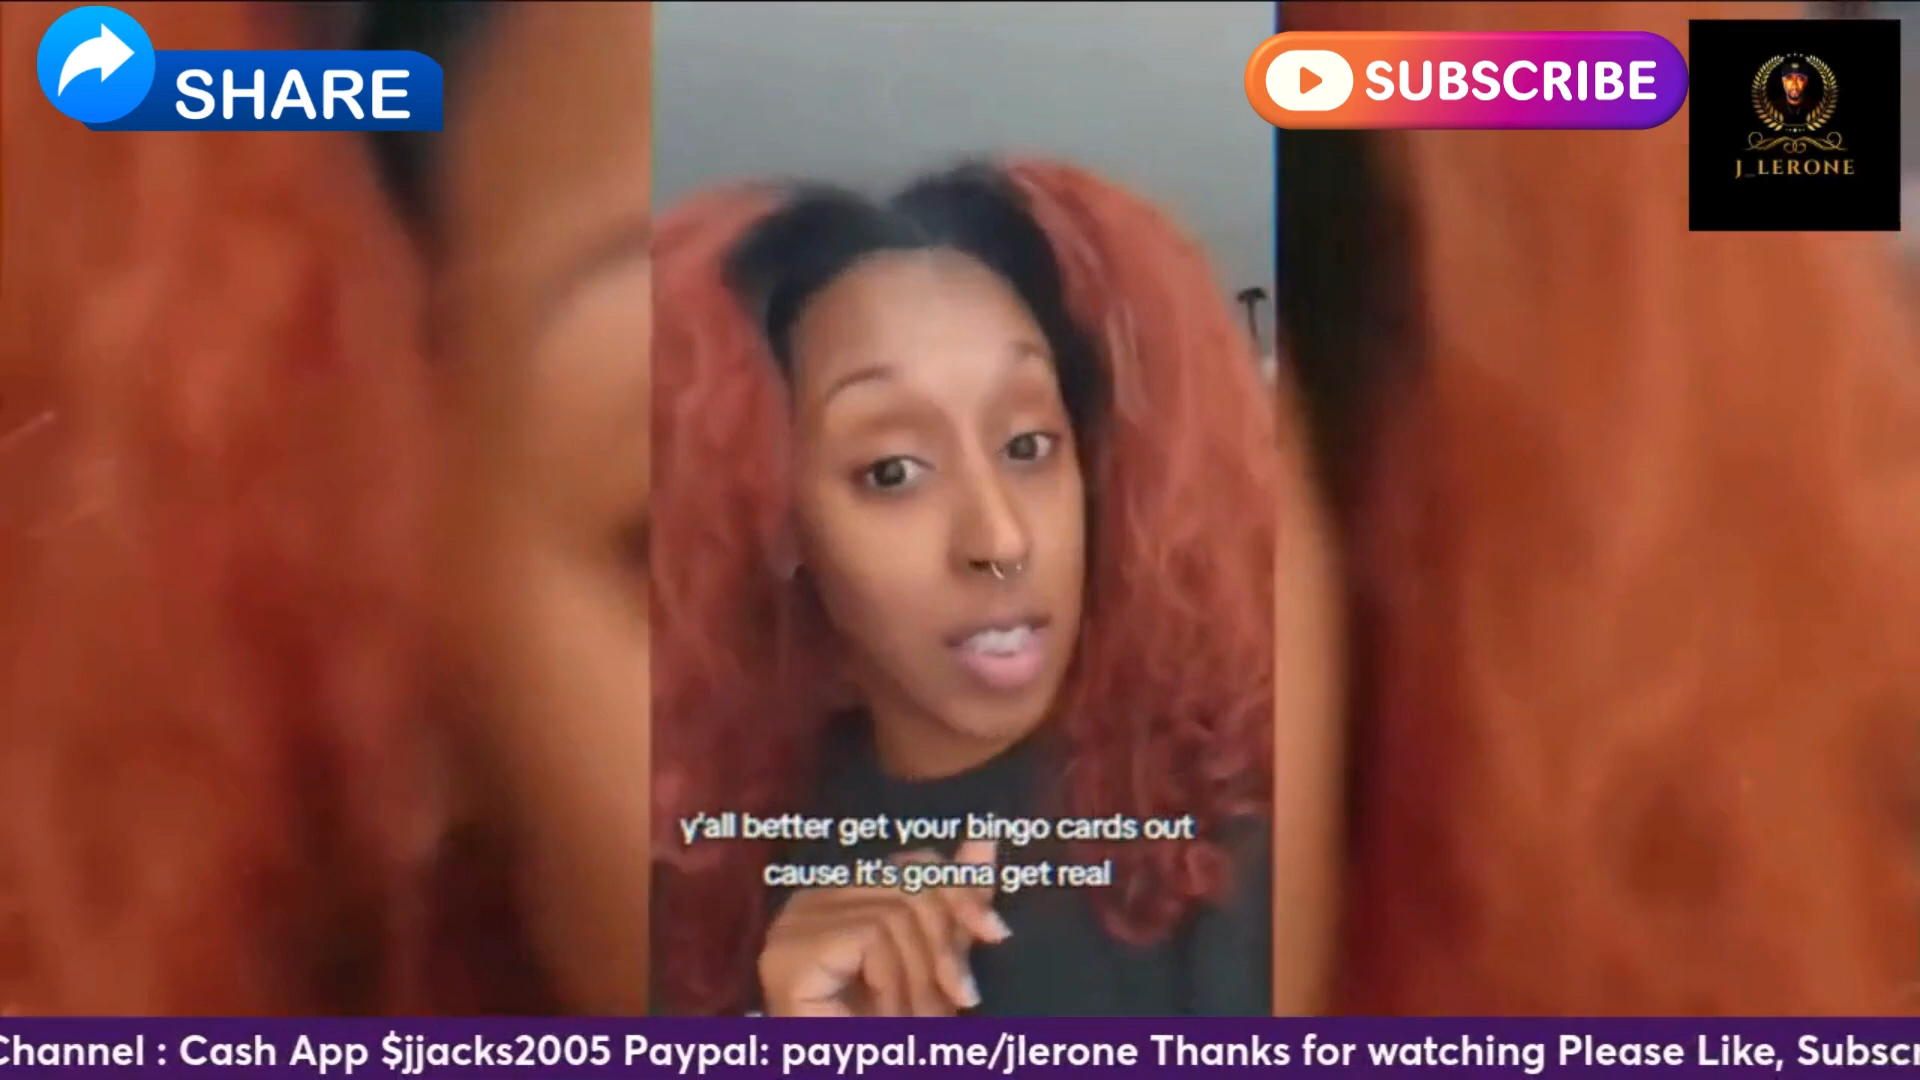 SHARE
SUBSCRIBE
J_LERONE
y'all better get your bingo cards out
cause it's gonna get real
Channel : Cash App $jjacks2005 Paypal: paypal.me/jlerone Thanks for watching Please Like, Subscr